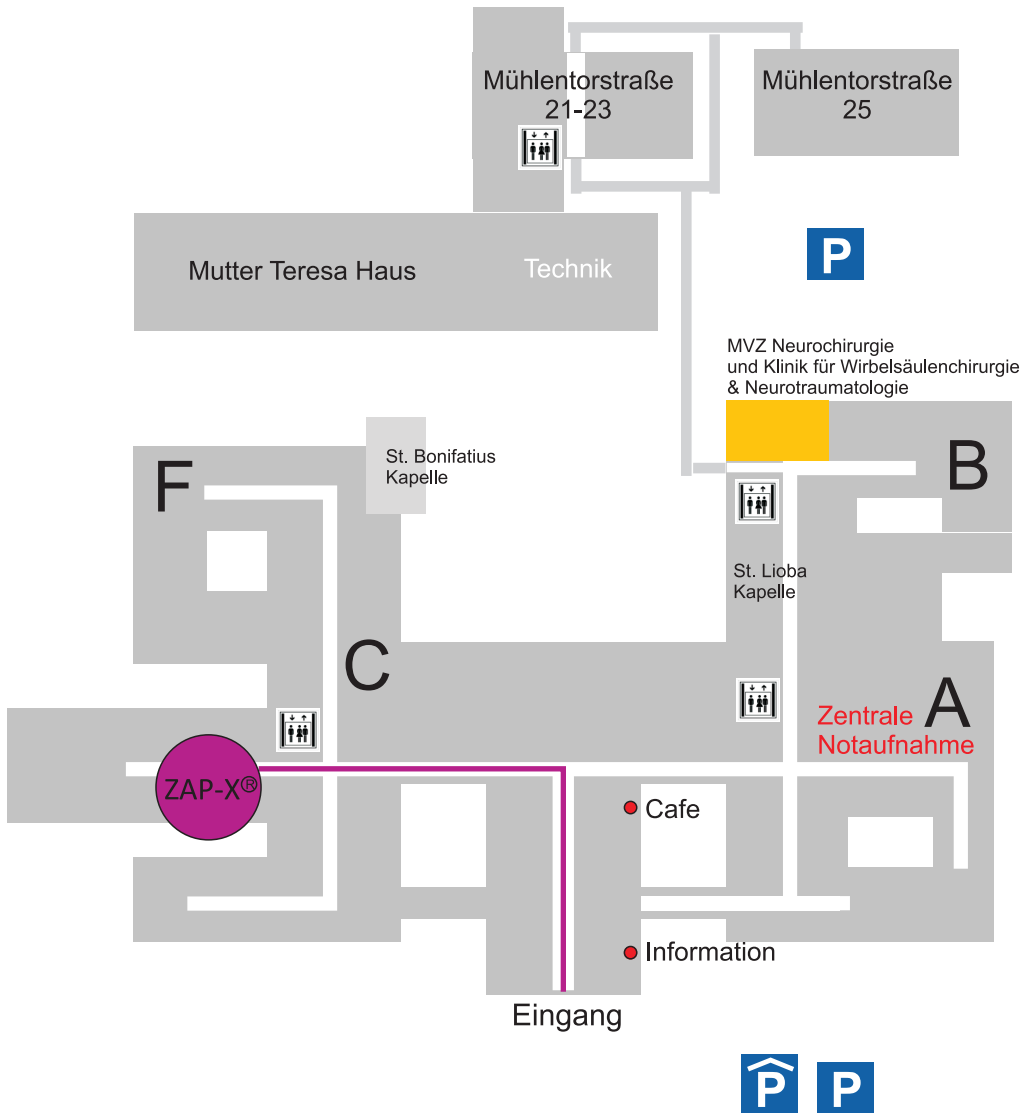 Mühlentorstraße
21-23
Mühlentorstraße
25
Mutter Teresa Haus
Technik
P
MVZ Neurochirurgie
und Klinik für Wirbelsäulenchirurgie
& Neurotraumatologie
F
St. Bonifatius
Kapelle
B
St. Lioba
Kapelle
C
A
Zentrale
Notaufnahme
ZAP-X®
Cafe
Information
Eingang
P
P